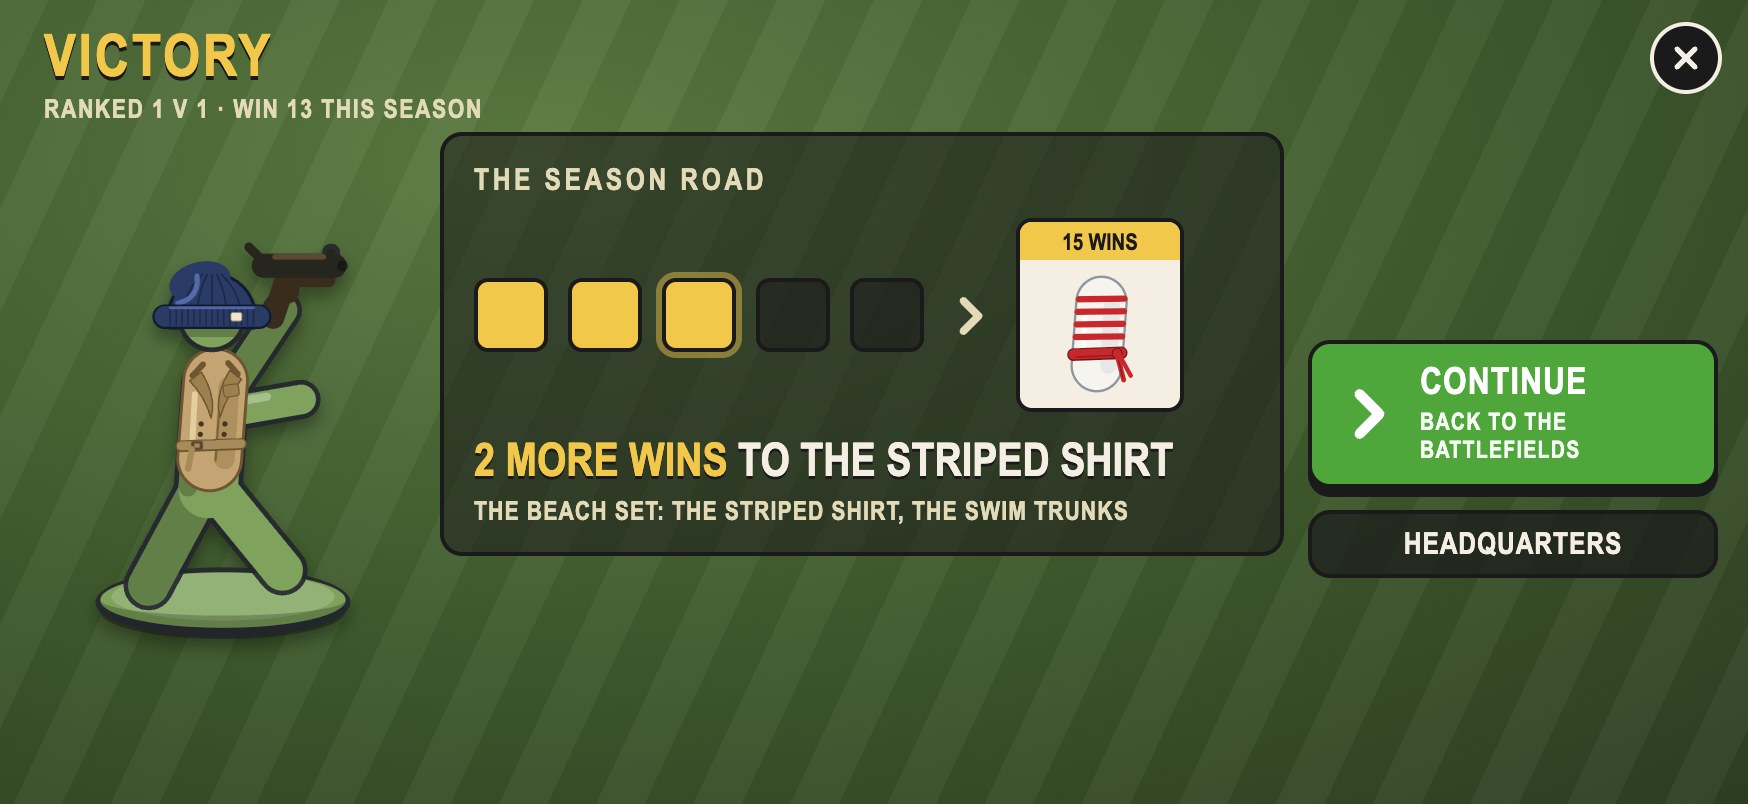 VICTORY
RANKED 1 V 1 · WIN 13 THIS SEASON
THE SEASON ROAD
15 WINS
2 MORE WINS TO THE STRIPED SHIRT
THE BEACH SET: THE STRIPED SHIRT, THE SWIM TRUNKS
CONTINUE
BACK TO THE
BATTLEFIELDS
HEADQUARTERS